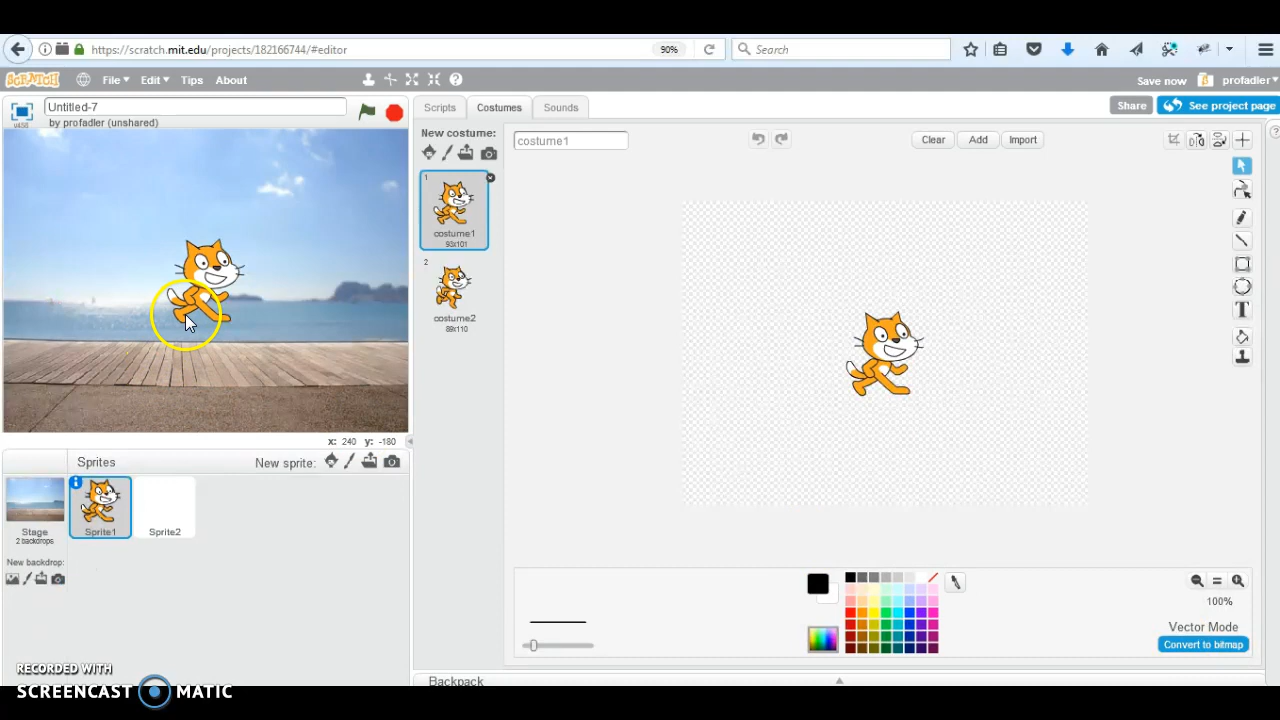 https://scratch.mit.edu/projects/182166744/#editor
90%
Search
SCRATCH
File
Edit
Tips
About
Save now
profadler
Untitled-7
by profadler (unshared)
v458
Scripts
Costumes
Sounds
Share
See project page
New costume:
costume1
Clear
Add
Import
1
costume1
93x101
2
costume2
89x110
x: 240 y: -180
Sprites
New sprite:
Stage
2 backdrops
New backdrop:
Sprite1
Sprite2
100%
Vector Mode
Convert to bitmap
Backpack
RECORDED WITH
SCREENCAST MATIC